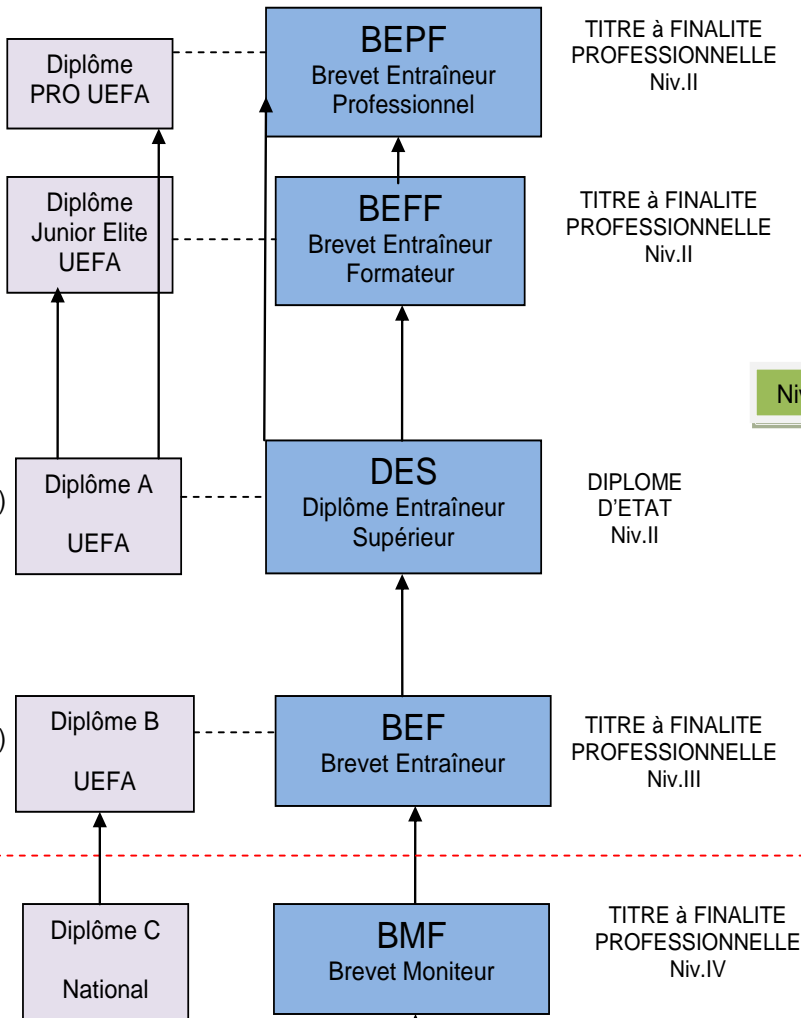 Diplôme
PRO UEFA
BEPF
Brevet Entraîneur
Professionnel
TITRE à FINALITE
PROFESSIONNELLE
Niv.II
Diplôme
Junior Elite
UEFA
BEFF
Brevet Entraîneur
Formateur
TITRE à FINALITE
PROFESSIONNELLE
Niv.II
Niv
)
Diplôme A
UEFA
DES
Diplôme Entraîneur
Supérieur
DIPLOME
D'ETAT
Niv.II
)
Diplôme B
UEFA
BEF
Brevet Entraîneur
TITRE à FINALITE
PROFESSIONNELLE
Niv.III
Diplôme C
National
BMF
Brevet Moniteur
TITRE à FINALITE
PROFESSIONNELLE
Niv.IV